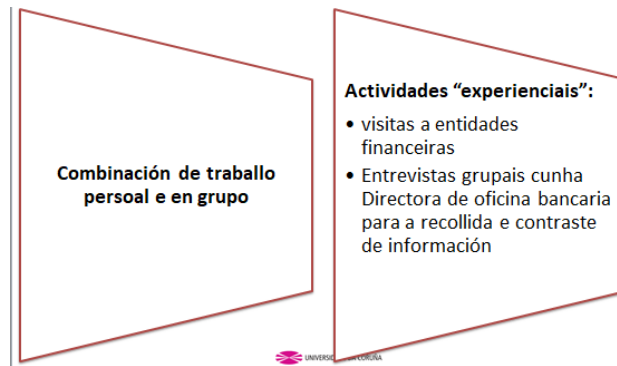 Combinación de traballo
persoal e en grupo
Actividades “experienciais”:
• visitas a entidades
financeiras
• Entrevistas grupais cunha
Directora de oficina bancaria
para a recollida e contraste
de información
CORUÑA